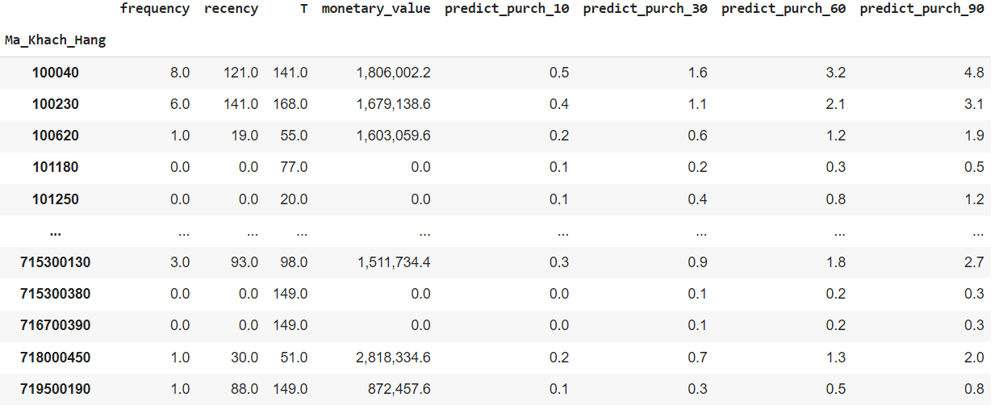 frequency recency T monetary_value predict_purch_10 predict_purch_30 predict_purch_60 predict_purch_90
Ma_Khach_Hang
100040 8.0 121.0 141.0 1,806,002.2 0.5 1.6 3.2 4.8
100230 6.0 141.0 168.0 1,679,138.6 0.4 1.1 2.1 3.1
100620 1.0 19.0 55.0 1,603,059.6 0.2 0.6 1.2 1.9
101180 0.0 0.0 77.0 0.0 0.1 0.2 0.3 0.5
101250 0.0 0.0 20.0 0.0 0.1 0.4 0.8 1.2
... ... ... ... ... ... ... ... ...
715300130 3.0 93.0 98.0 1,511,734.4 0.3 0.9 1.8 2.7
715300380 0.0 0.0 149.0 0.0 0.0 0.1 0.2 0.3
716700390 0.0 0.0 149.0 0.0 0.0 0.1 0.2 0.3
718000450 1.0 30.0 51.0 2,818,334.6 0.2 0.7 1.3 2.0
719500190 1.0 88.0 149.0 872,457.6 0.1 0.3 0.5 0.8